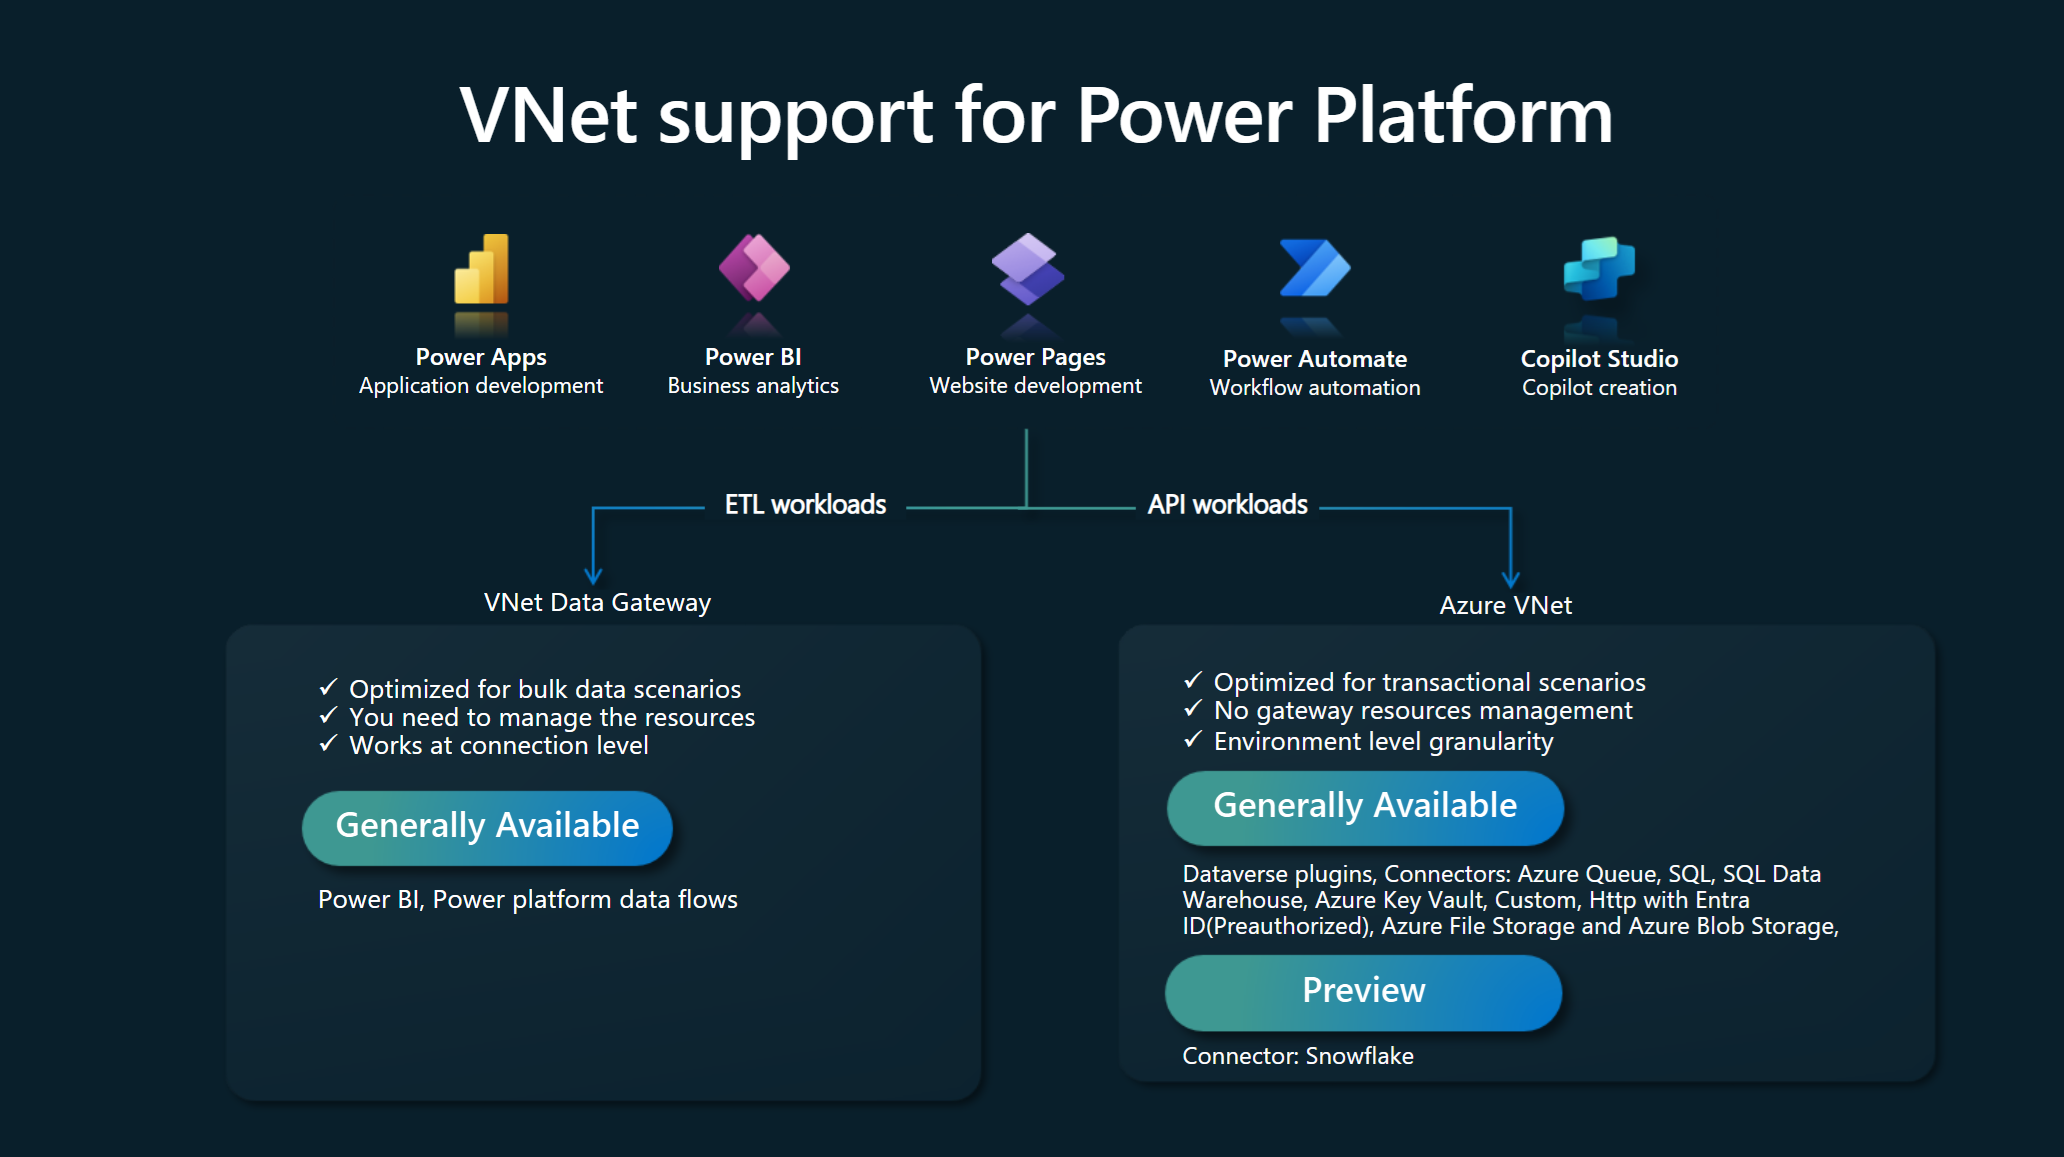 VNet support for Power Platform
Power Apps
Application development
Power BI
Business analytics
Power Pages
Website development
Power Automate
Workflow automation
Copilot Studio
Copilot creation
ETL workloads
API workloads
VNet Data Gateway
✓ Optimized for bulk data scenarios
✓ You need to manage the resources
✓ Works at connection level
Generally Available
Power BI, Power platform data flows
Azure VNet
✓ Optimized for transactional scenarios
✓ No gateway resources management
✓ Environment level granularity
Generally Available
Dataverse plugins, Connectors: Azure Queue, SQL, SQL Data
Warehouse, Azure Key Vault, Custom, Http with Entra
ID(Preauthorized), Azure File Storage and Azure Blob Storage,
Preview
Connector: Snowflake